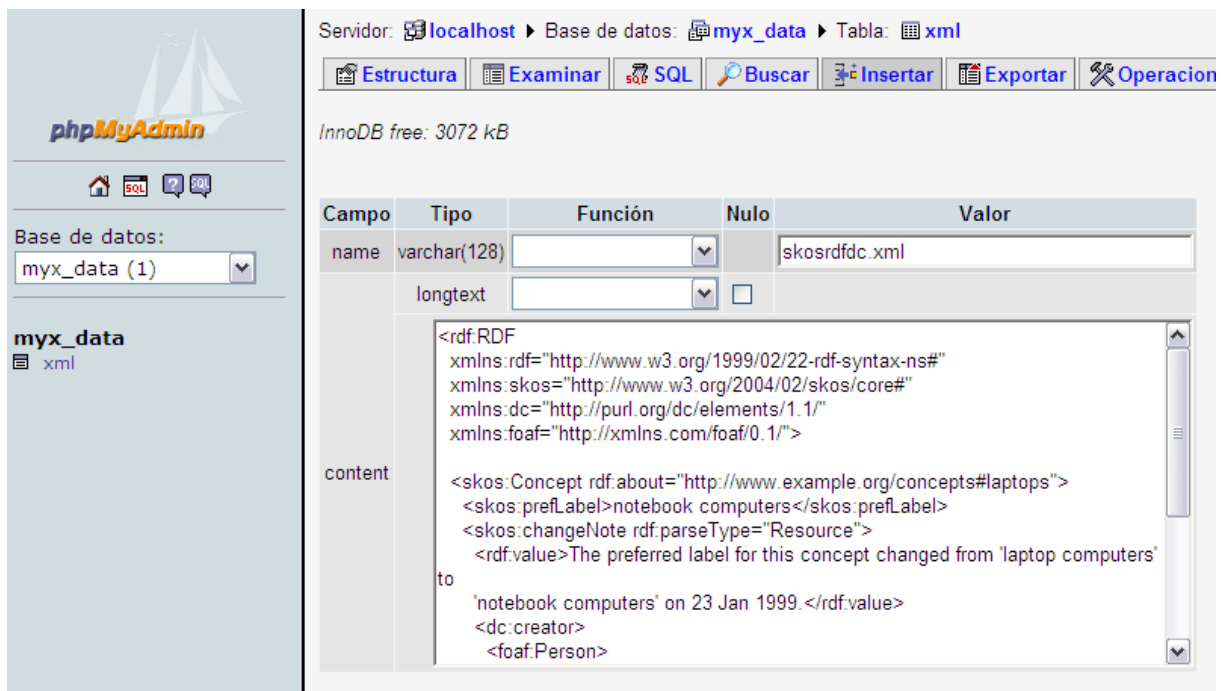 phpMyAdmin
Base de datos:
myx_data (1)
myx_data
xml
Servidor: localhost ▶ Base de datos: myx_data ▶ Tabla: xml
Estructura Examinar SQL Buscar Insertar Exportar Operacion
InnoDB free: 3072 kB
Campo Tipo Función Nulo Valor
name varchar(128) skosrdfdc.xml
longtext
content
<rdf:RDF
xmlns:rdf="http://www.w3.org/1999/02/22-rdf-syntax-ns#"
xmlns:skos="http://www.w3.org/2004/02/skos/core#"
xmlns:dc="http://purl.org/dc/elements/1.1/"
xmlns:foaf="http://xmlns.com/foaf/0.1/">
<skos:Concept rdf:about="http://www.example.org/concepts#laptops">
<skos:prefLabel>notebook computers</skos:prefLabel>
<skos:changeNote rdf:parseType="Resource">
<rdf:value>The preferred label for this concept changed from 'laptop computers'
to
'notebook computers' on 23 Jan 1999.</rdf:value>
<dc:creator>
<foaf:Person>